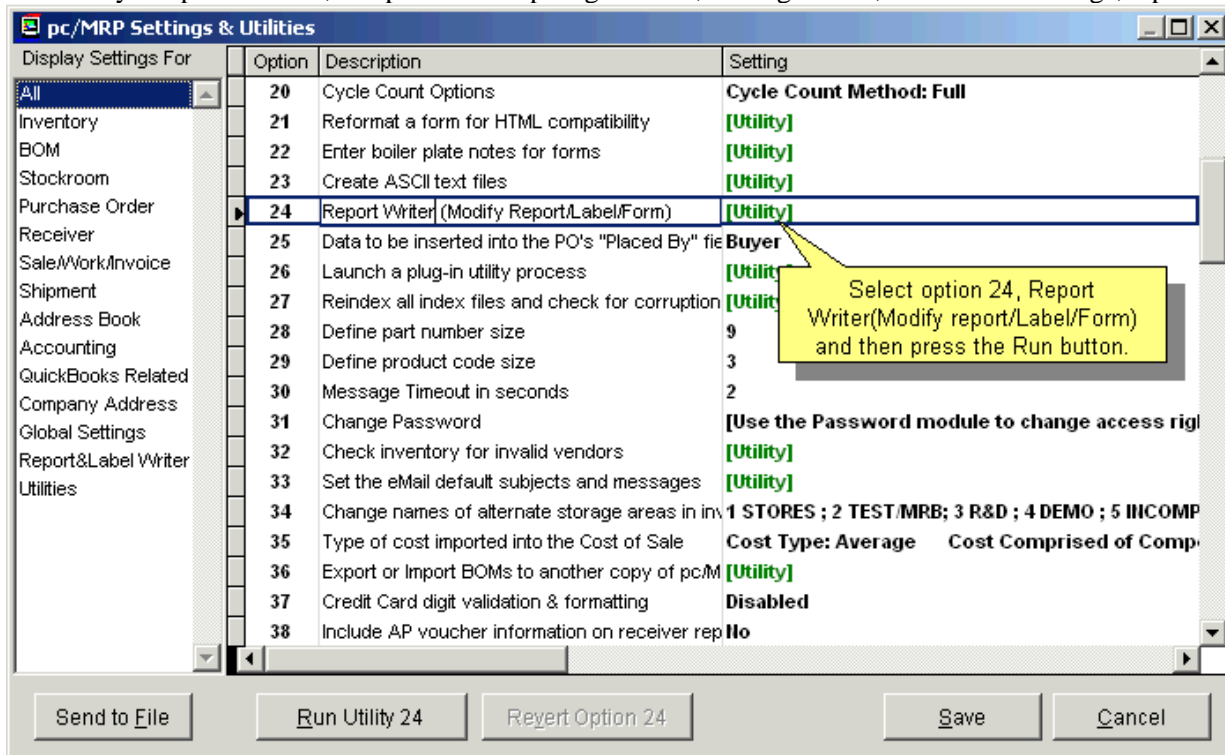 pc/MRP Settings & Utilities
Display Settings For
All
Inventory
BOM
Stockroom
Purchase Order
Receiver
Sale/Work/Invoice
Shipment
Address Book
Accounting
QuickBooks Related
Company Address
Global Settings
Report&Label Writer
Utilities
Option Description Setting
20 Cycle Count Options Cycle Count Method: Full
21 Reformat a form for HTML compatibility [Utility]
22 Enter boiler plate notes for forms [Utility]
23 Create ASCII text files [Utility]
24 Report Writer (Modify Report/Label/Form) [Utility]
25 Data to be inserted into the PO's "Placed By" fie Buyer
26 Launch a plug-in utility process [Utilit
27 Reindex all index files and check for corruption [Utility
28 Define part number size 9
29 Define product code size 3
30 Message Timeout in seconds 2
31 Change Password [Use the Password module to change access rig
32 Check inventory for invalid vendors [Utility]
33 Set the eMail default subjects and messages [Utility]
34 Change names of alternate storage areas in inv 1 STORES ; 2 TEST/MRB; 3 R&D ; 4 DEMO ; 5 INCOMP
35 Type of cost imported into the Cost of Sale Cost Type: Average Cost Comprised of Comp
36 Export or Import BOMs to another copy of pc/M [Utility]
37 Credit Card digit validation & formatting Disabled
38 Include AP voucher information on receiver rep No
Select option 24, Report
Writer(Modify report/Label/Form)
and then press the Run button.
Send to File Run Utility 24 Revert Option 24 Save Cancel